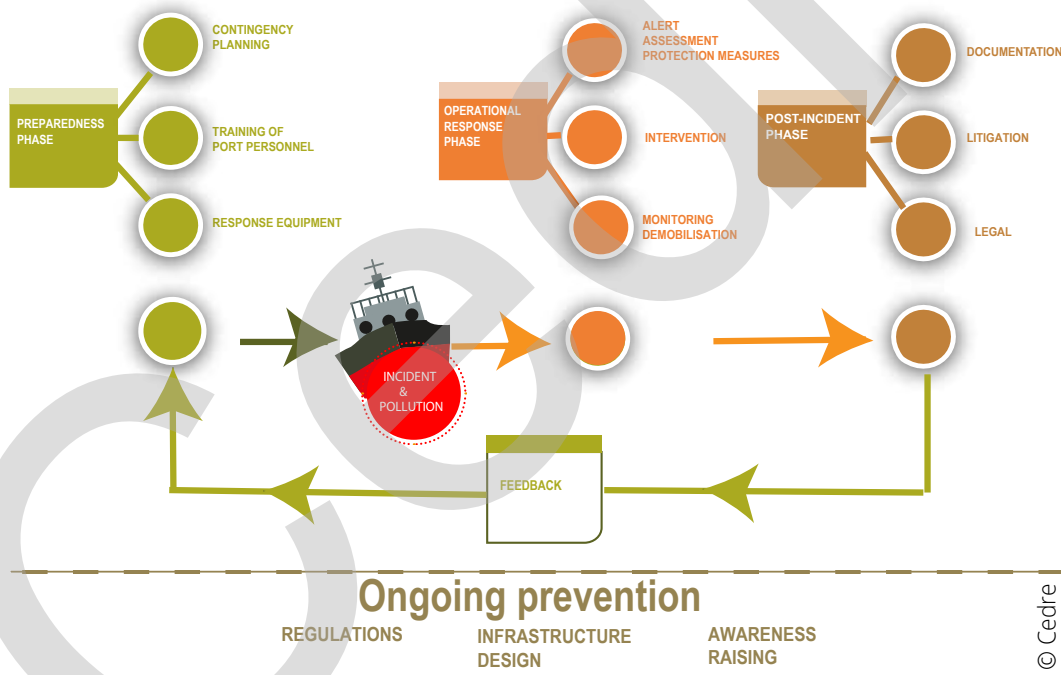 CONTINGENCY
PLANNING
PREPAREDNESS
PHASE
TRAINING OF
PORT PERSONNEL
RESPONSE EQUIPMENT
ALERT
ASSESSMENT
PROTECTION MEASURES
OPERATIONAL
RESPONSE
PHASE
INTERVENTION
MONITORING
DEMOBILISATION
DOCUMENTATION
POST-INCIDENT
PHASE
LITIGATION
LEGAL
INCIDENT
&
POLLUTION
FEEDBACK
Ongoing prevention
REGULATIONS
INFRASTRUCTURE
DESIGN
AWARENESS
RAISING
© Cedre
Cedre